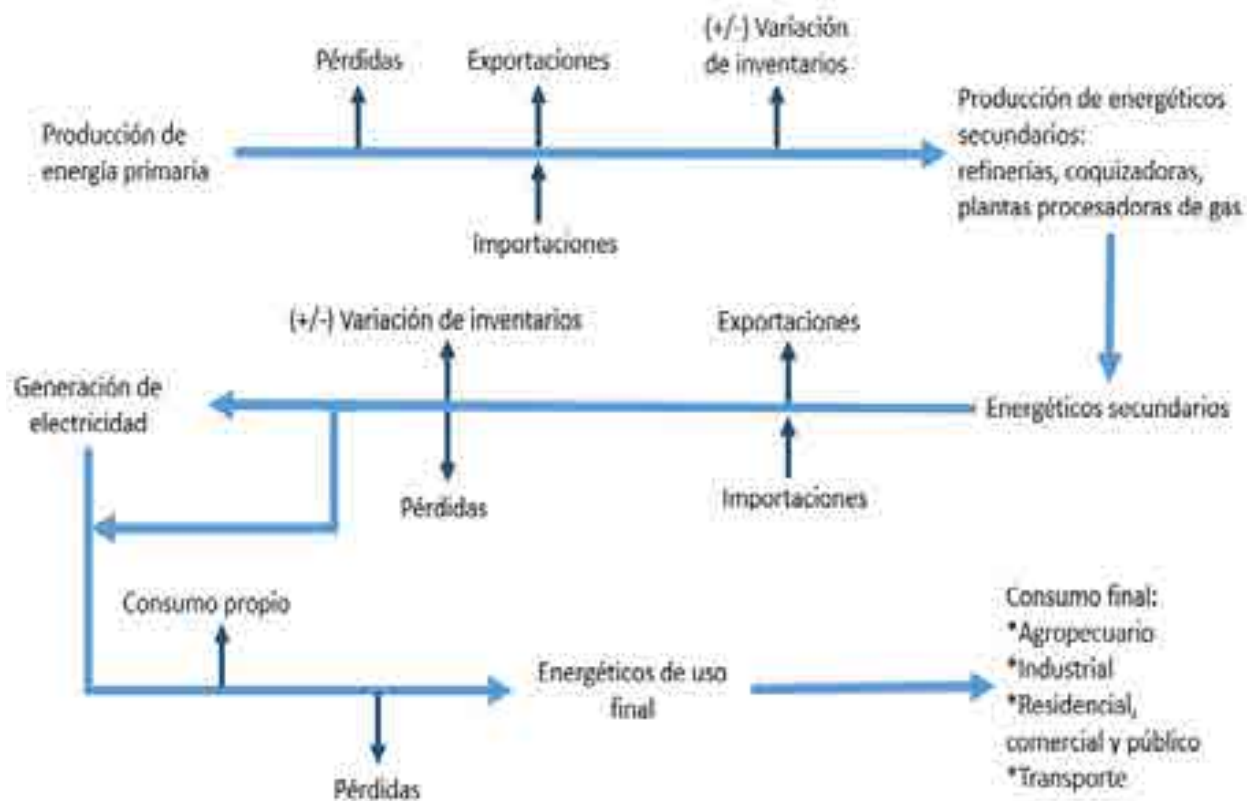 (+/-) Variación
de inventarios
Pérdidas
Exportaciones
Producción de
energía primaria
Importaciones
Producción de energéticos
secundarios:
refinerías, coquizadoras,
plantas procesadoras de gas
(+/-) Variación de inventarios
Exportaciones
Generación de
electricidad
Energéticos secundarios
Pérdidas
Importaciones
Consumo propio
Energéticos de uso
final
Pérdidas
Consumo final:
*Agropecuario
*Industrial
*Residencial,
comercial y público
*Transporte